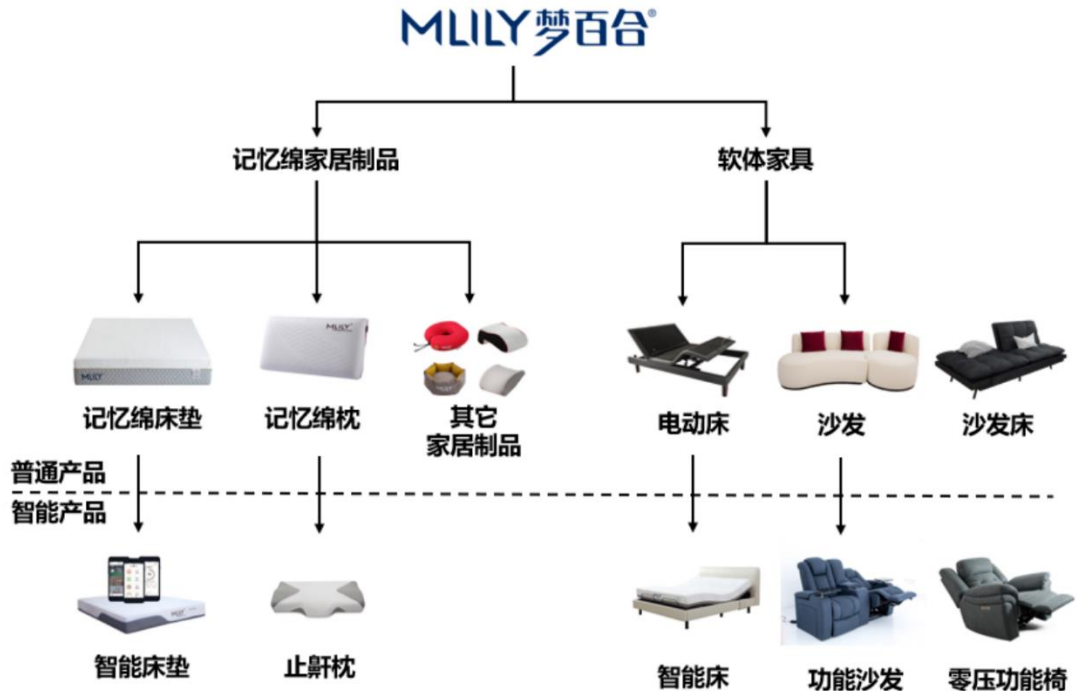 MLILY梦百合®
记忆绵家居制品
软体家具
MLILY
MLILY
记忆绵床垫
记忆绵枕
其它
家居制品
电动床
沙发
沙发床
普通产品
智能产品
智能床垫
止鼾枕
智能床
功能沙发
零压功能椅